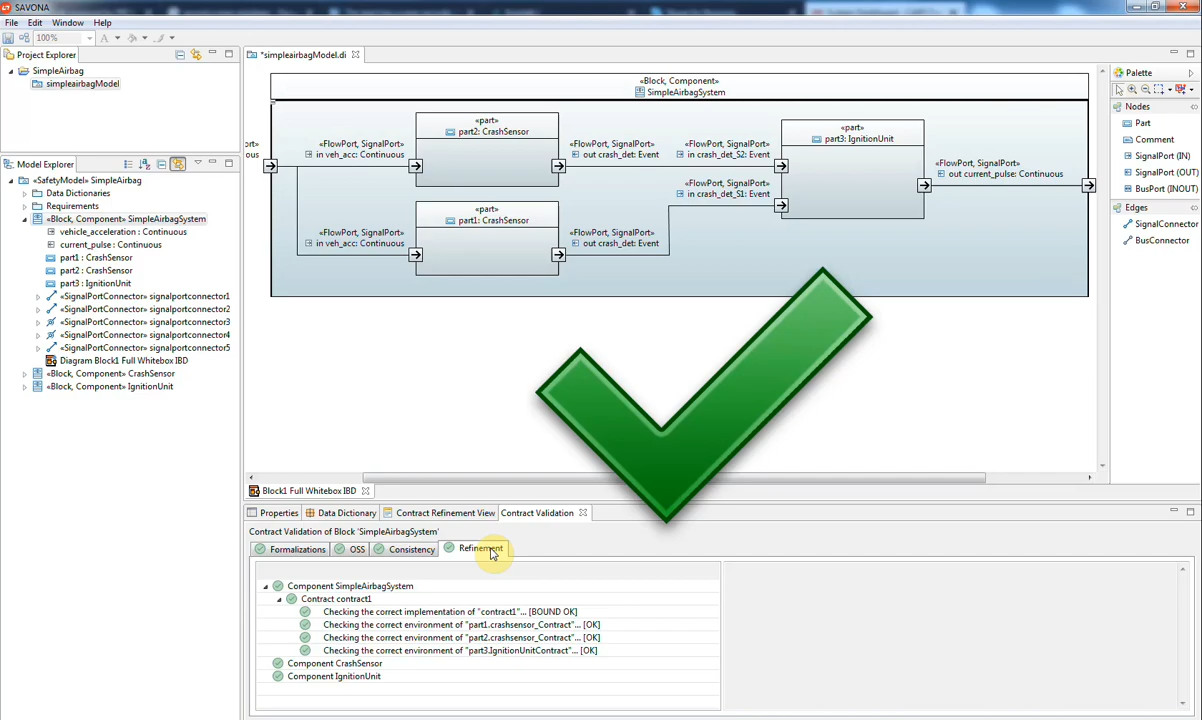 SAVONA
File Edit Window Help
100%
Project Explorer
SimpleAirbag
simpleairbagModel
Model Explorer
«SafetyModel» SimpleAirbag
Data Dictionaries
Requirements
«Block, Component» SimpleAirbagSystem
vehicle_acceleration : Continuous
current_pulse : Continuous
part1 : CrashSensor
part2 : CrashSensor
part3 : IgnitionUnit
«SignalPortConnector» signalportconnector1
«SignalPortConnector» signalportconnector2
«SignalPortConnector» signalportconnector3
«SignalPortConnector» signalportconnector4
«SignalPortConnector» signalportconnector5
Diagram Block1 Full Whitebox IBD
«Block, Component» CrashSensor
«Block, Component» IgnitionUnit
*simpleairbagModel.di
«Block, Component»
SimpleAirbagSystem
ort»
ous
«FlowPort, SignalPort»
in veh_acc: Continuous
«part»
part2: CrashSensor
«FlowPort, SignalPort»
out crash_det: Event
«FlowPort, SignalPort»
in crash_det_S2: Event
«part»
part3: IgnitionUnit
«FlowPort, SignalPort»
out current_pulse: Continuous
«FlowPort, SignalPort»
in crash_det_S1: Event
«FlowPort, SignalPort»
in veh_acc: Continuous
«part»
part1: CrashSensor
«FlowPort, SignalPort»
out crash_det: Event
Palette
Nodes
Part
Comment
SignalPort (IN)
SignalPort (OUT)
BusPort (INOUT)
Edges
SignalConnector
BusConnector
Block1 Full Whitebox IBD
Properties Data Dictionary Contract Refinement View Contract Validation
Contract Validation of Block 'SimpleAirbagSystem'
Formalizations OSS Consistency Refinement
Component SimpleAirbagSystem
Contract contract1
Checking the correct implementation of "contract1"... [BOUND OK]
Checking the correct environment of "part1.crashsensor_Contract"... [OK]
Checking the correct environment of "part2.crashsensor_Contract"... [OK]
Checking the correct environment of "part3.IgnitionUnitContract"... [OK]
Component CrashSensor
Component IgnitionUnit